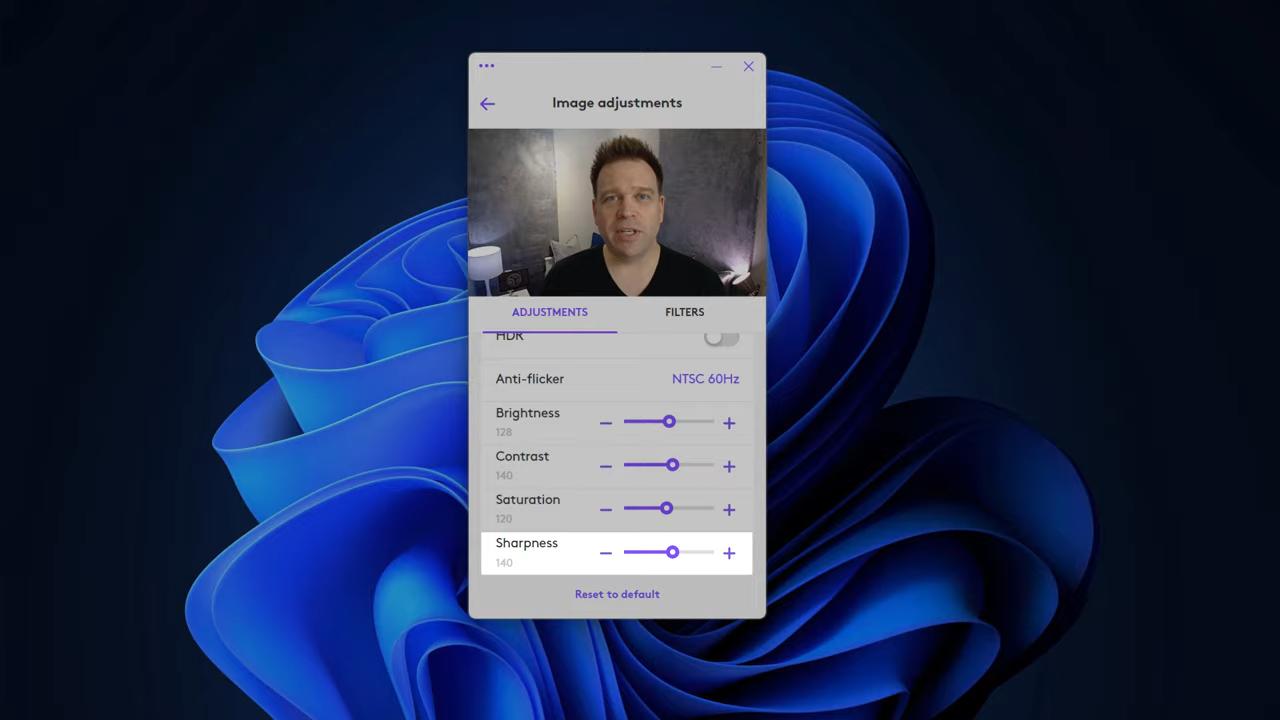 Image adjustments
ADJUSTMENTS FILTERS
HDR
Anti-flicker NTSC 60Hz
Brightness
128
Contrast
140
Saturation
120
Sharpness
140
Reset to default